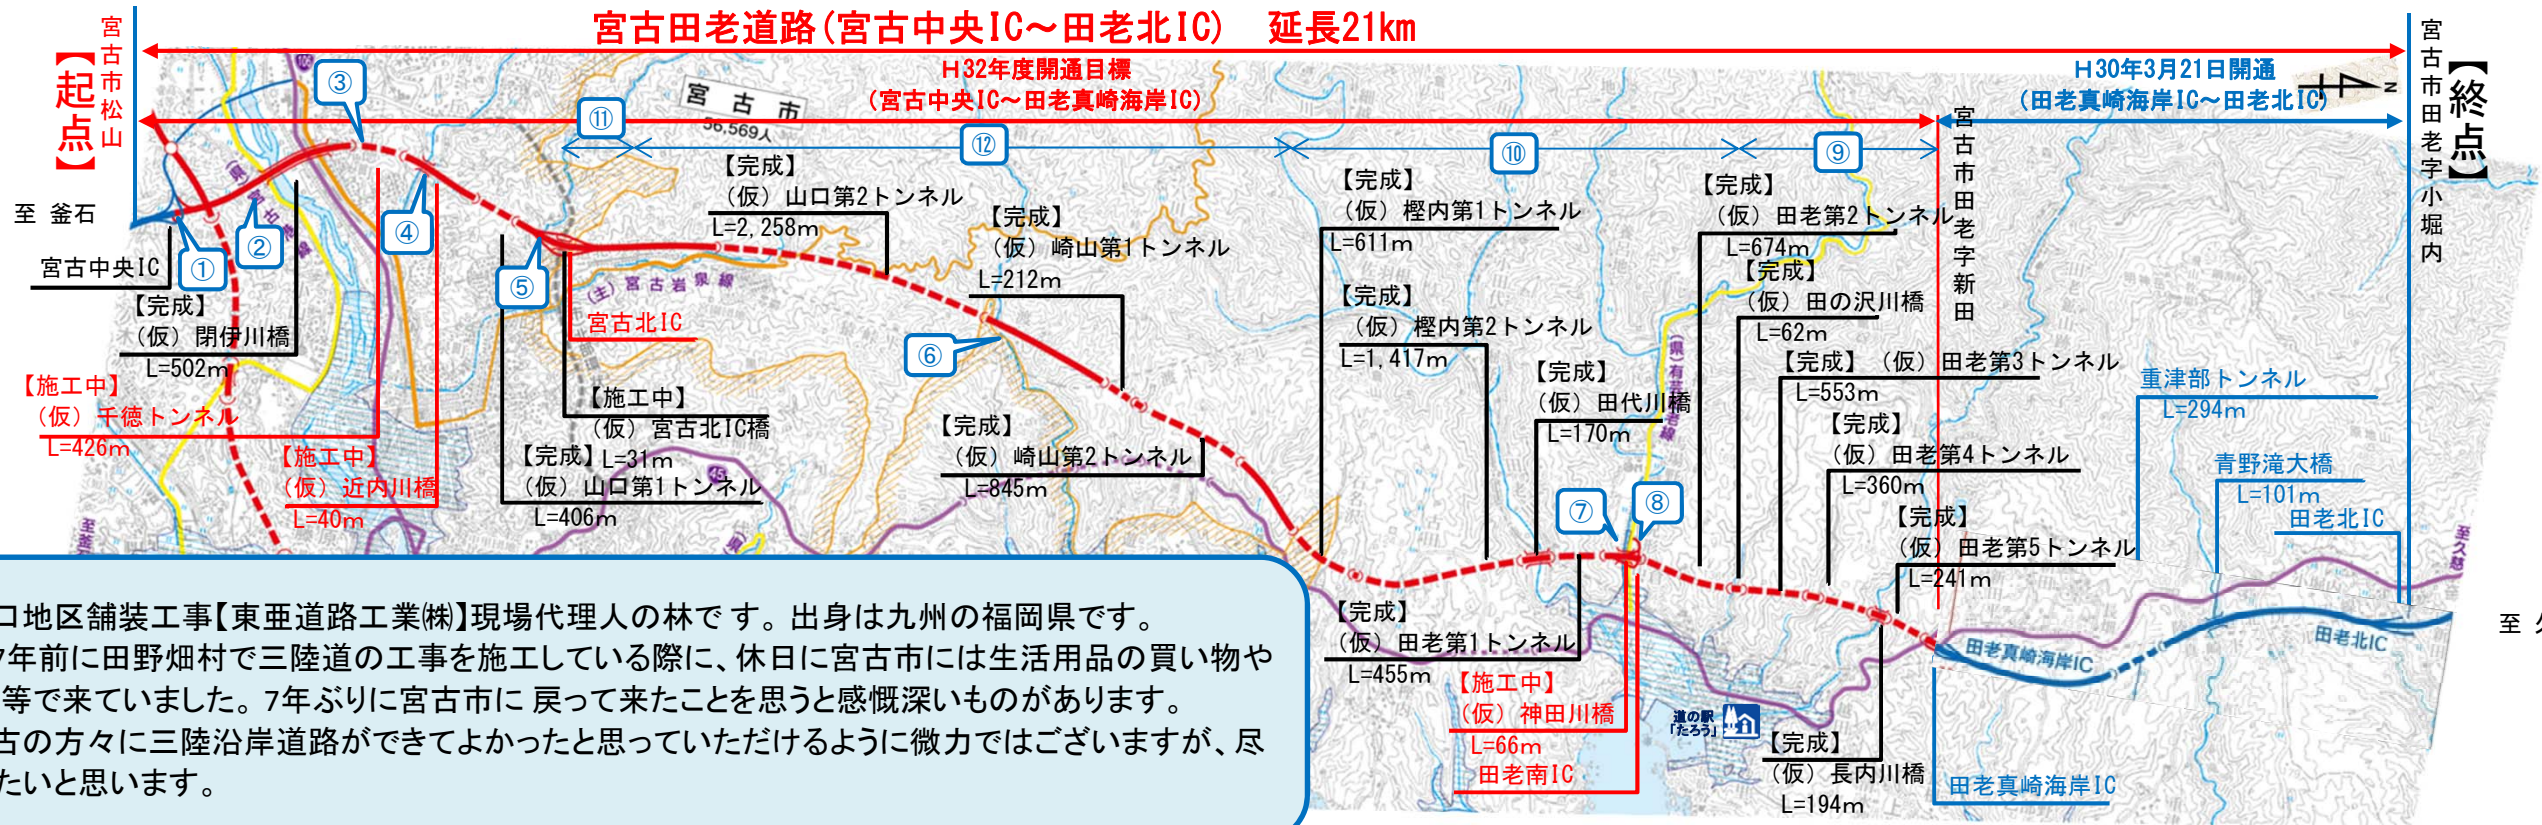 宮古田老道路(宮古中央IC～田老北IC)　延長21km
【起点】
宮古市松山
H32年度開通目標
(宮古中央IC～田老真崎海岸IC)
H30年3月21日開通
(田老真崎海岸IC～田老北IC)
N
宮古市田老字小堀内
【終点】
宮古市
56,569人
③
⑪
⑫
⑩
⑨
宮古市田老字新田
至 釜石
宮古中央IC
①
②
④
⑤
⑥
⑦
⑧
【完成】
（仮）閉伊川橋
L=502m
【施工中】
（仮）千徳トンネル
L=426m
【施工中】
（仮）近内川橋
L=40m
(主)宮古岩泉線
宮古北IC
【施工中】
（仮）宮古北IC橋
L=31m
【完成】
（仮）山口第1トンネル
L=406m
【完成】
（仮）山口第2トンネル
L=2,258m
【完成】
（仮）崎山第1トンネル
L=212m
【完成】
（仮）崎山第2トンネル
L=845m
45
【完成】
（仮）樫内第1トンネル
L=611m
【完成】
（仮）樫内第2トンネル
L=1,417m
【完成】
（仮）田代川橋
L=170m
【完成】
（仮）田老第1トンネル
L=455m
【施工中】
（仮）神田川橋
L=66m
田老南IC
【完成】
（仮）田老第2トンネル
L=674m
【完成】
（仮）田の沢川橋
L=62m
【完成】（仮）田老第3トンネル
L=553m
【完成】
（仮）田老第4トンネル
L=360m
【完成】
（仮）田老第5トンネル
L=241m
【完成】
（仮）長内川橋
L=194m
道の駅
「たろう」
重津部トンネル
L=294m
青野滝大橋
L=101m
田老北IC
至久慈
田老真崎海岸IC
田老北IC
田老真崎海岸IC
至
口地区舗装工事【東亜道路工業㈱】現場代理人の林です。出身は九州の福岡県です。
7年前に田野畑村で三陸道の工事を施工している際に、休日に宮古市には生活用品の買い物や
等で来ていました。7年ぶりに宮古市に戻って来たことを思うと感慨深いものがあります。
古の方々に三陸沿岸道路ができてよかったと思っていただけるように微力ではございますが、尽
たいと思います。